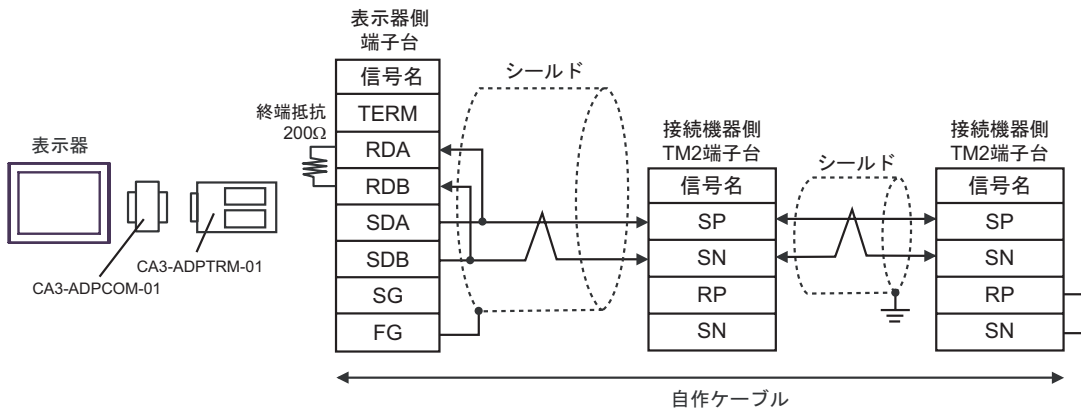 表示器
CA3-ADPCOM-01
CA3-ADPTRM-01
終端抵抗
200Ω
表示器側
端子台
信号名
TERM
RDA
RDB
SDA
SDB
SG
FG
シールド
接続機器側
TM2端子台
信号名
SP
SN
RP
SN
シールド
接続機器側
TM2端子台
信号名
SP
SN
RP
SN
自作ケーブル